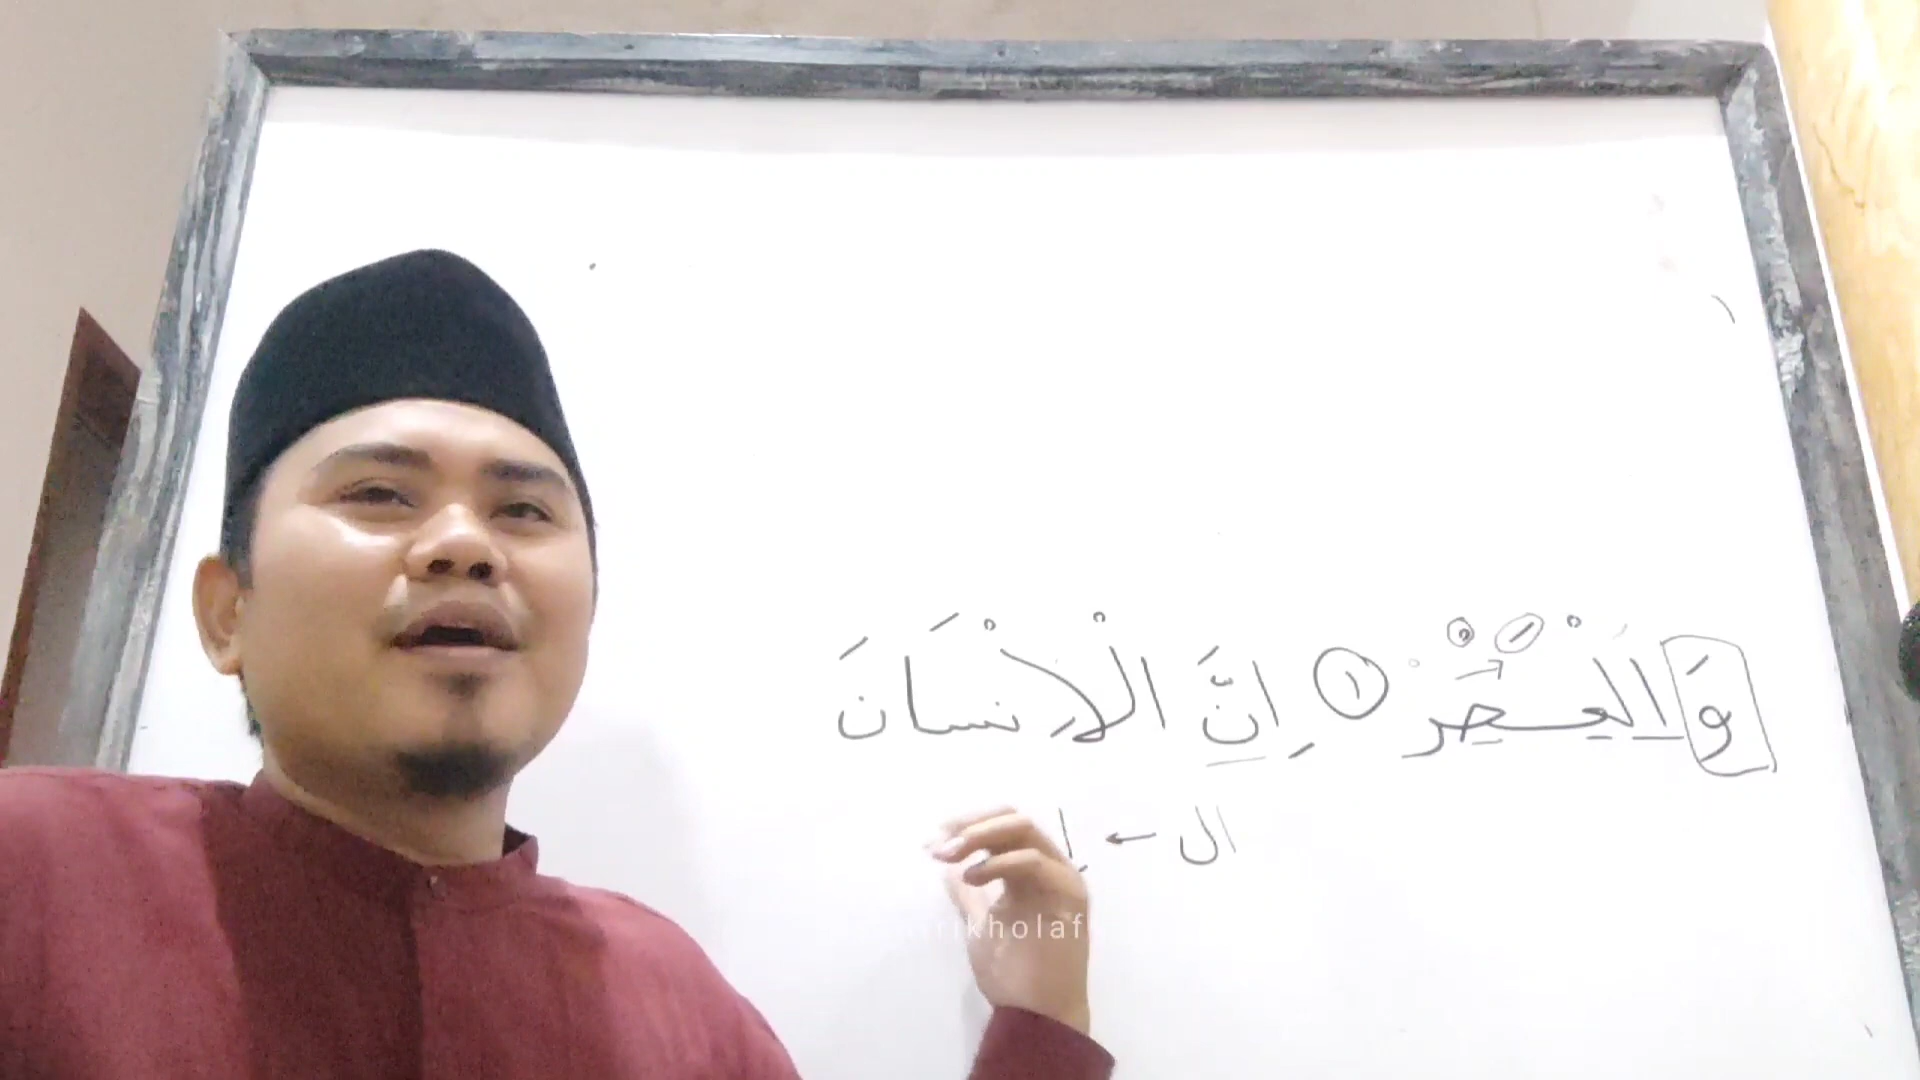 وَالْعَصْرِ ١ اِنَّ الْاِنْسَانَ
ال ← اِ